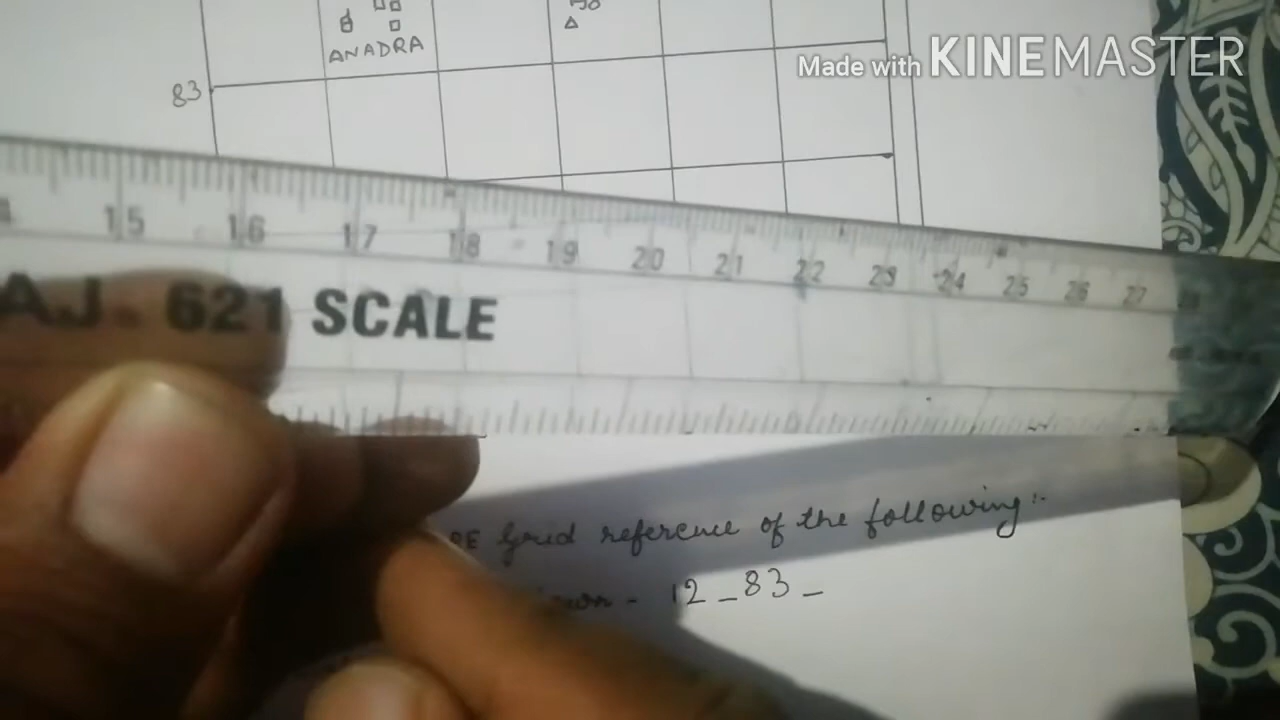 Made with KINEMASTER
ANADRA
83
15 16 17 18 19 20 21 22 23 24 25 26 27
A.J. 621 SCALE
Grid reference of the following:-
- 12_83_